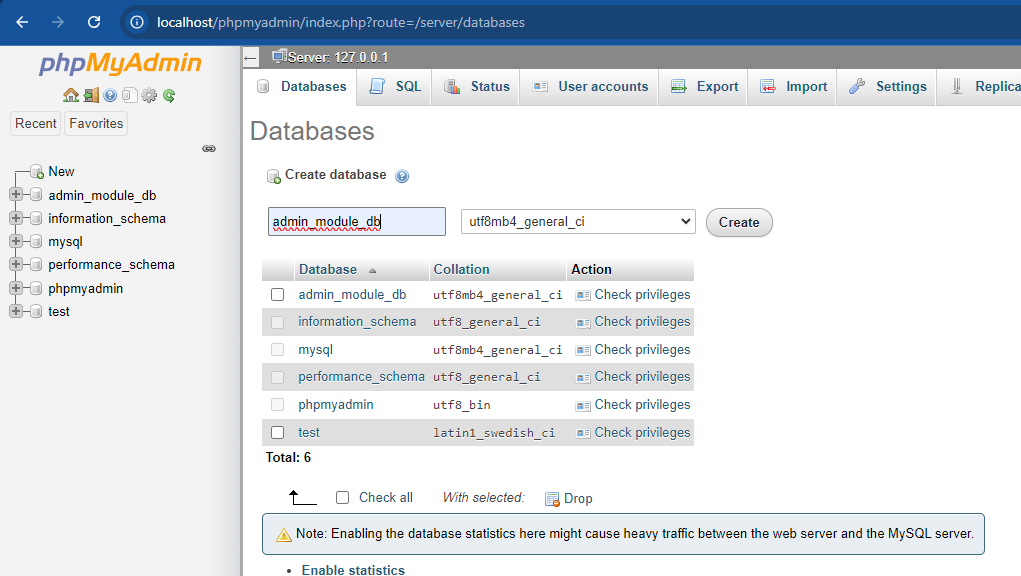 localhost/phpmyadmin/index.php?route=/server/databases
phpMyAdmin
Recent Favorites
New
admin_module_db
information_schema
mysql
performance_schema
phpmyadmin
test
Server: 127.0.0.1
Databases SQL Status User accounts Export Import Settings Replica
Databases
Create database
admin_module_db utf8mb4_general_ci Create
Database Collation Action
admin_module_db utf8mb4_general_ci Check privileges
information_schema utf8_general_ci Check privileges
mysql utf8mb4_general_ci Check privileges
performance_schema utf8_general_ci Check privileges
phpmyadmin utf8_bin Check privileges
test latin1_swedish_ci Check privileges
Total: 6
Check all With selected: Drop
Note: Enabling the database statistics here might cause heavy traffic between the web server and the MySQL server.
Enable statistics